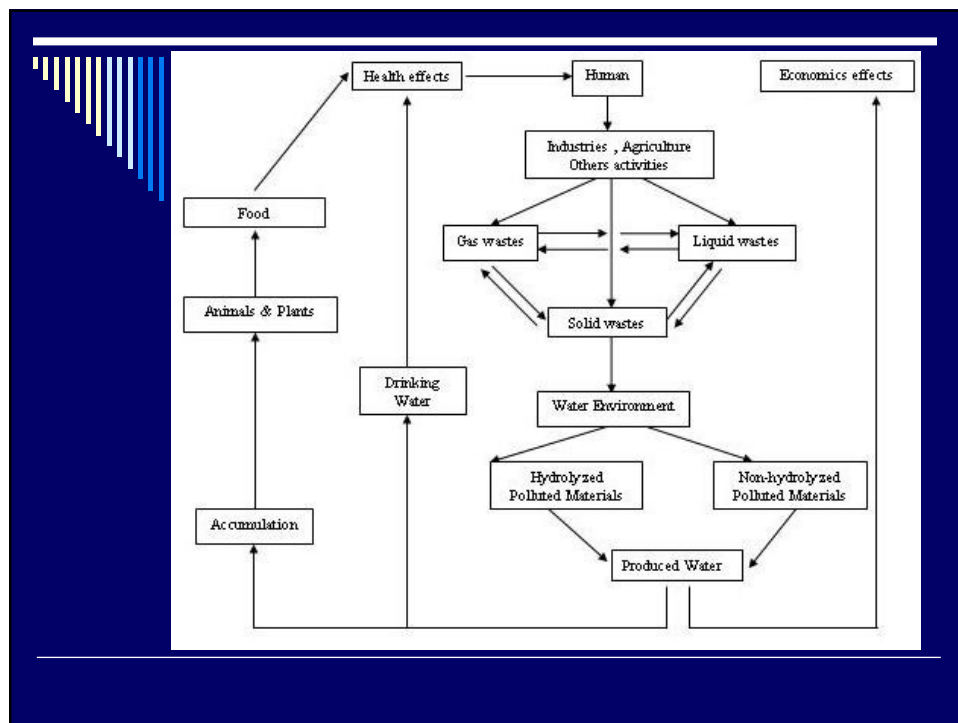 Health effects
Human
Economics effects
Industries , Agriculture
Others activities
Food
Gas wastes
Liquid wastes
Animals & Plants
Solid wastes
Drinking
Water
Water Environment
Hydrolyzed
Polluted Materials
Non-hydrolyzed
Polluted Materials
Accumulation
Produced Water